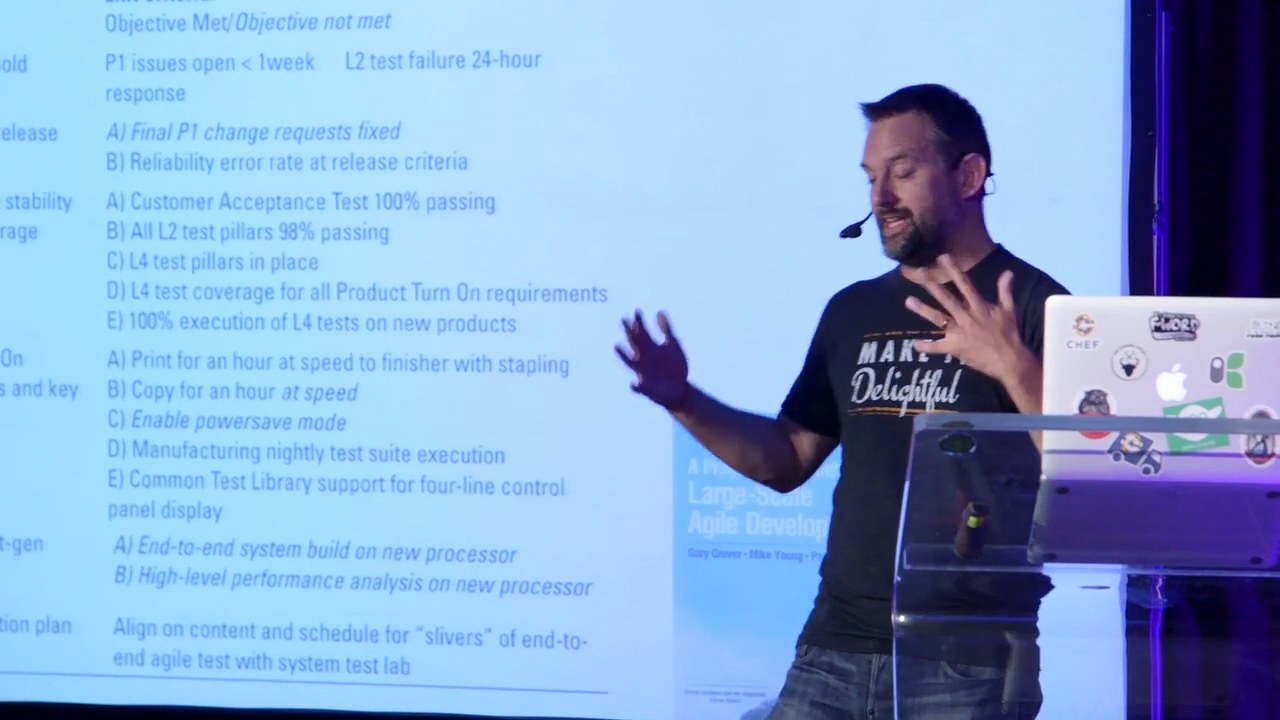 Objective Met/Objective not met
P1 issues open < 1week L2 test failure 24-hour
response
A) Final P1 change requests fixed
B) Reliability error rate at release criteria
stability A) Customer Acceptance Test 100% passing
B) All L2 test pillars 98% passing
C) L4 test pillars in place
D) L4 test coverage for all Product Turn On requirements
E) 100% execution of L4 tests on new products
On A) Print for an hour at speed to finisher with stapling
s and key B) Copy for an hour at speed
C) Enable powersave mode
D) Manufacturing nightly test suite execution
E) Common Test Library support for four-line control
panel display
t-gen A) End-to-end system build on new processor
B) High-level performance analysis on new processor
tion plan Align on content and schedule for "slivers" of end-to-
end agile test with system test lab
Large-Scale
Agile Develop
Gary Gruver • Mike Young • P
MAKE
Delightful
CHEF
F-WORD